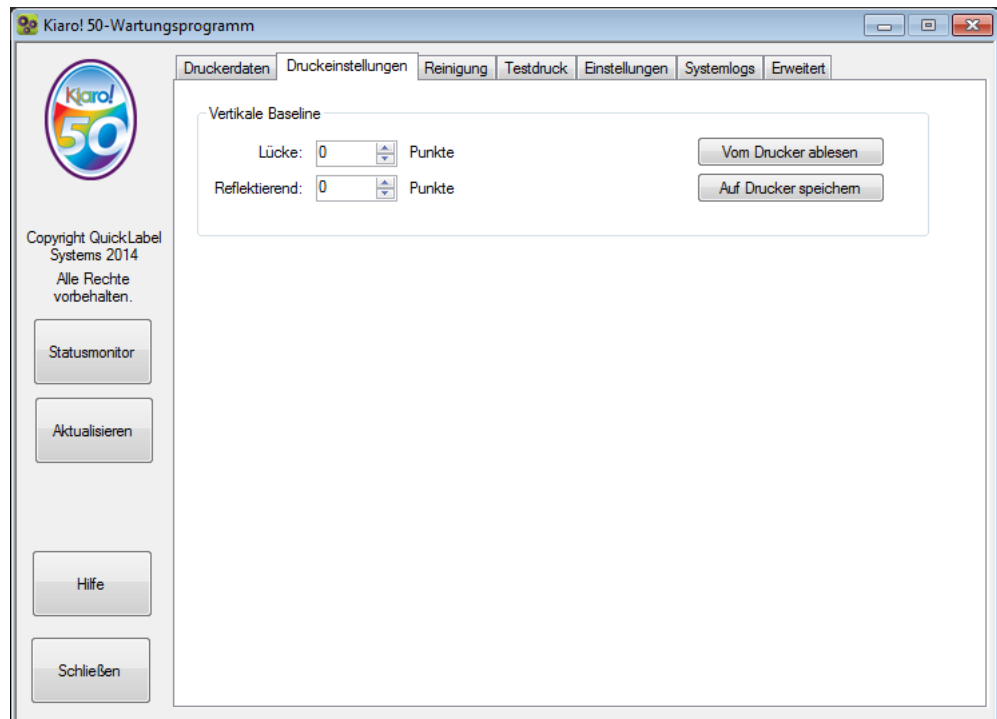 Kiaro! 50-Wartungsprogramm
Druckerdaten Druckeinstellungen Reinigung Testdruck Einstellungen Systemlogs Erweitert
Kiaro!
50
Copyright QuickLabel
Systems 2014
Alle Rechte
vorbehalten.
Statusmonitor
Aktualisieren
Hilfe
Schließen
Vertikale Baseline
Lücke: 0 Punkte
Vom Drucker ablesen
Reflektierend: 0 Punkte
Auf Drucker speichern